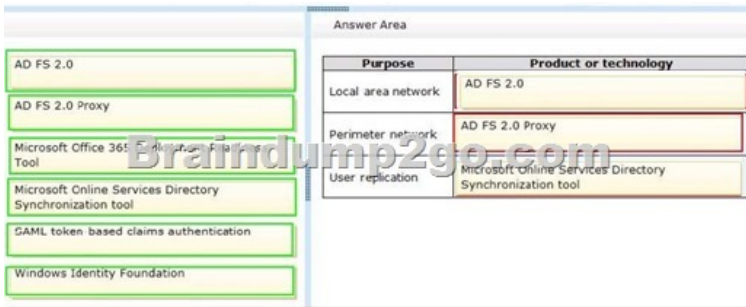 Answer Area
AD FS 2.0
AD FS 2.0 Proxy
Microsoft Office 365 Deployment Readiness
Tool
Microsoft Online Services Directory
Synchronization tool
SAML token-based claims authentication
Windows Identity Foundation
Purpose Product or technology
Local area network AD FS 2.0
Perimeter network AD FS 2.0 Proxy
User replication Microsoft Online Services Directory
Synchronization tool
Braindump2go.com